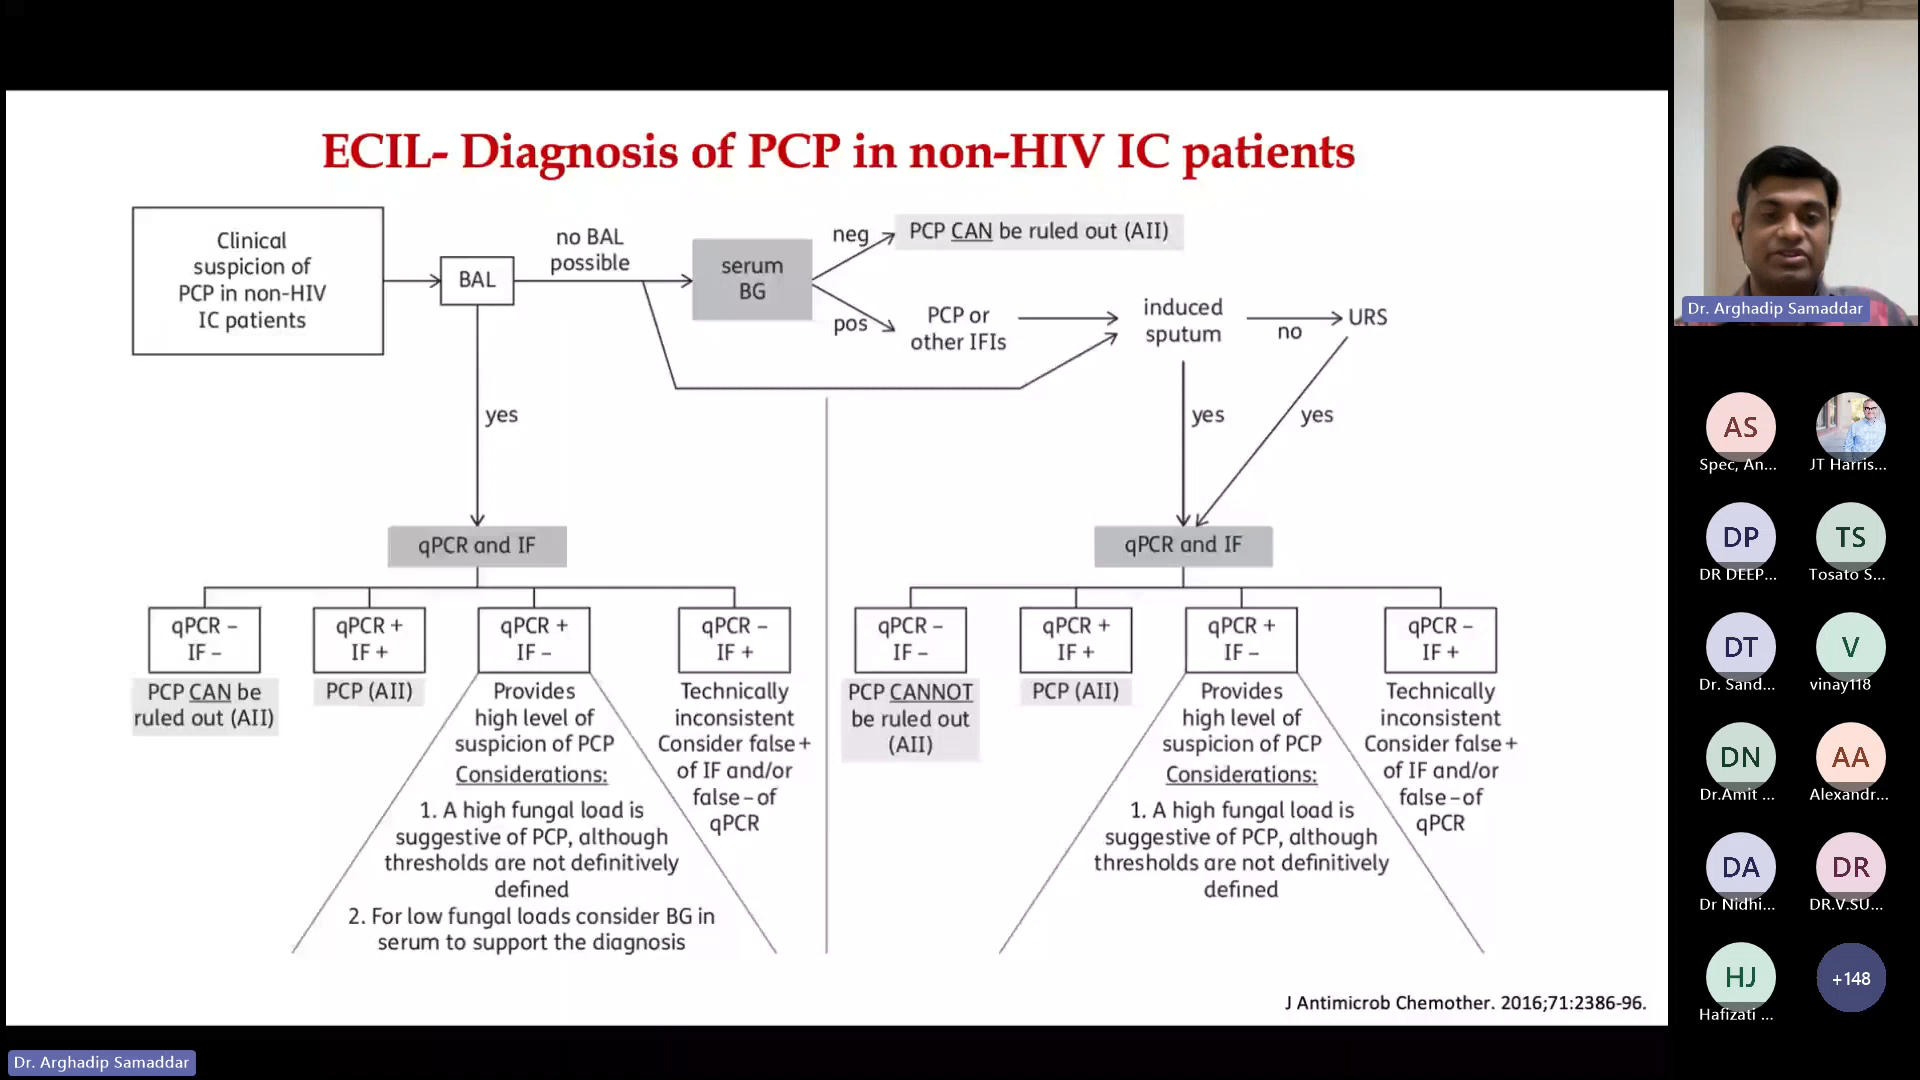 ECIL- Diagnosis of PCP in non-HIV IC patients
Clinical
suspicion of
PCP in non-HIV
IC patients
BAL
no BAL
possible
serum
BG
neg
PCP CAN be ruled out (AII)
pos
PCP or
other IFIs
induced
sputum
no
URS
yes
yes
yes
qPCR and IF
qPCR –
IF –
PCP CAN be
ruled out (AII)
qPCR +
IF +
PCP (AII)
qPCR +
IF –
Provides
high level of
suspicion of PCP
Considerations:
1. A high fungal load is
suggestive of PCP, although
thresholds are not definitively
defined
2. For low fungal loads consider BG in
serum to support the diagnosis
qPCR –
IF +
Technically
inconsistent
Consider false +
of IF and/or
false – of
qPCR
qPCR and IF
qPCR –
IF –
PCP CANNOT
be ruled out
(AII)
qPCR +
IF +
PCP (AII)
qPCR +
IF –
Provides
high level of
suspicion of PCP
Considerations:
1. A high fungal load is
suggestive of PCP, although
thresholds are not definitively
defined
qPCR –
IF +
Technically
inconsistent
Consider false +
of IF and/or
false – of
qPCR
J Antimicrob Chemother. 2016;71:2386-96.
Dr. Arghadip Samaddar
Dr. Arghadip Samaddar
AS
Spec, An...
JT Harris...
DP
DR DEEP...
TS
Tosato S...
DT
Dr. Sand...
V
vinay118
DN
Dr.Amit ...
AA
Alexandr...
DA
Dr Nidhi...
DR
DR.V.SU...
HJ
Hafizati ...
+148